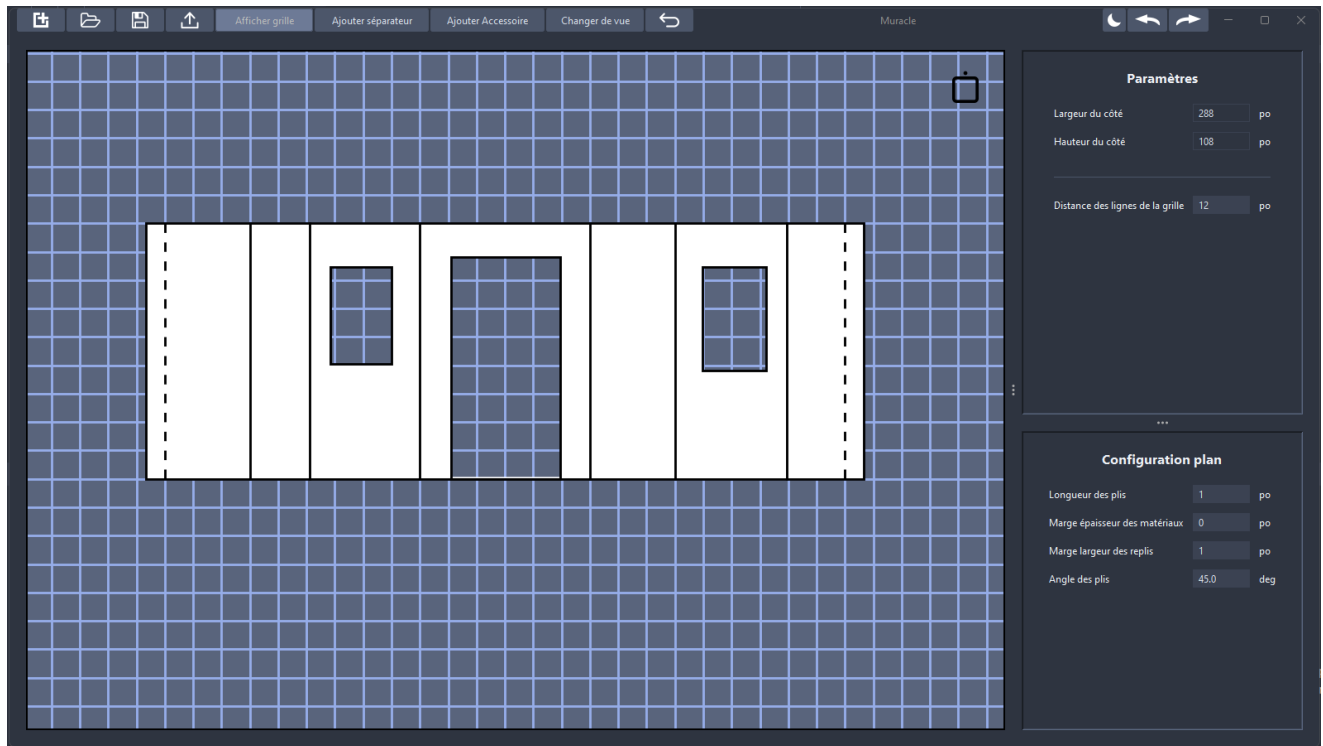 Afficher grille
Ajouter séparateur
Ajouter Accessoire
Changer de vue
Muracle
Paramètres
Largeur du côté 288 po
Hauteur du côté 108 po
Distance des lignes de la grille 12 po
Configuration plan
Longueur des plis 1 po
Marge épaisseur des matériaux 0 po
Marge largeur des replis 1 po
Angle des plis 45.0 deg